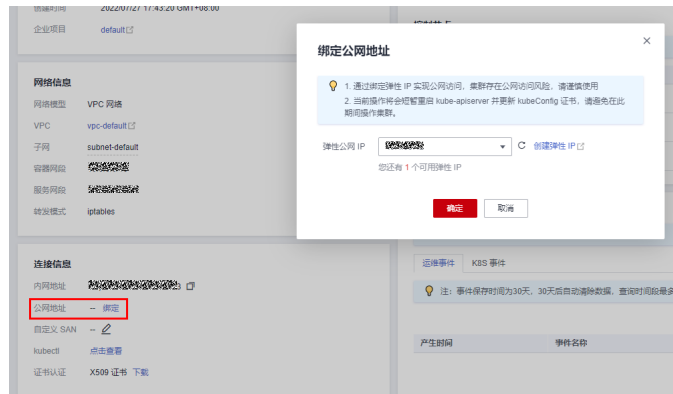 2022/07/27 17:43:20 GMT+08:00
企业项目 default
网络信息
网络模型 VPC 网络
VPC vpc-default
子网 subnet-default
容器网段
服务网段
转发模式 iptables
连接信息
内网地址
公网地址 -- 绑定
自定义 SAN --
kubectl 点击查看
证书认证 X509 证书 下载
绑定公网地址
1. 通过绑定弹性 IP 实现公网访问，集群存在公网访问风险，请谨慎使用
2. 当前操作将会短暂重启 kube-apiserver 并更新 kubeConfig 证书，请避免在此
期间操作集群。
弹性公网 IP 创建弹性 IP
您还有 1 个可用弹性 IP
确定 取消
运维事件 K8S 事件
注：事件保存时间为30天，30天后自动清除数据，查询时间段最多
产生时间 事件名称